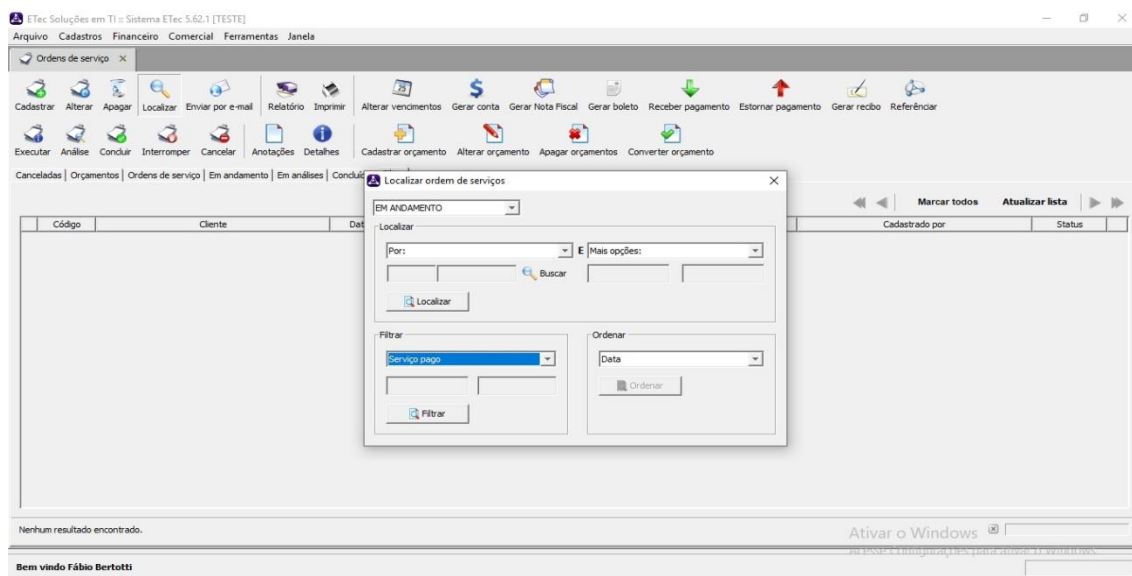 ETec Soluções em TI :: Sistema ETec 5.62.1 [TESTE]
Arquivo Cadastros Financeiro Comercial Ferramentas Janela
Ordens de serviço
Cadastrar Alterar Apagar Localizar Enviar por e-mail Relatório Imprimir Alterar vencimentos Gerar conta Gerar Nota Fiscal Gerar boleto Receber pagamento Estornar pagamento Gerar recibo Referênciar
Executar Análise Concluir Interromper Cancelar Anotações Detalhes Cadastrar orçamento Alterar orçamento Apagar orçamentos Converter orçamento
Canceladas | Orçamentos | Ordens de serviço | Em andamento | Em análises |
Localizar ordem de serviços
EM ANDAMENTO
Marcar todos Atualizar lista
Código Cliente Cadastrado por Status
Localizar
Por: E Mais opções:
Buscar
Localizar
Filtrar Ordenar
Serviço pago Data
Ordenar
Filtrar
Nenhum resultado encontrado.
Ativar o Windows
Acesse Configurações para ativar o Windows.
Bem vindo Fábio Bertotti